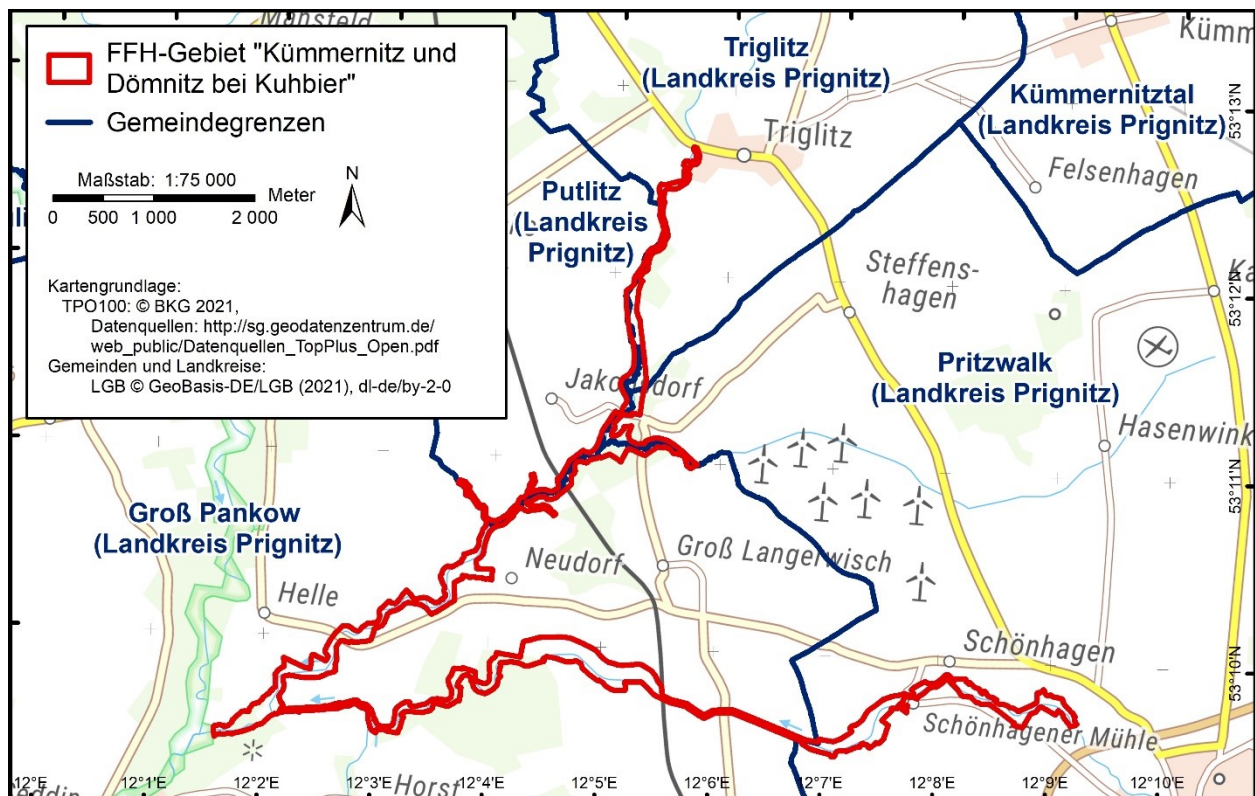 Mansfeld
FFH-Gebiet "Kümmernitz und
Dömnitz bei Kuhbier"
Gemeindegrenzen
Maßstab: 1:75 000
Meter
0 500 1 000 2 000
N
Kartengrundlage:
TPO100: © BKG 2021,
Datenquellen: http://sg.geodatenzentrum.de/
web_public/Datenquellen_TopPlus_Open.pdf
Gemeinden und Landkreise:
LGB © GeoBasis-DE/LGB (2021), dl-de/by-2-0
Triglitz
(Landkreis Prignitz)
Kümm
Kümmernitztal
(Landkreis Prignitz)
53°13'N
Triglitz
Felsenhagen
Putlitz
(Landkreis
Prignitz)
Steffens-
hagen
Ka
53°12'N
Pritzwalk
(Landkreis Prignitz)
Hasenwink
53°11'N
Groß Pankow
(Landkreis Prignitz)
Neudorf
Groß Langerwisch
Helle
Schönhagen
53°10'N
Schönhagener Mühle
Horst
eddin
12°0'E
12°1'E
12°2'E
12°3'E
12°4'E
12°5'E
12°6'E
12°7'E
12°8'E
12°9'E
12°10'E